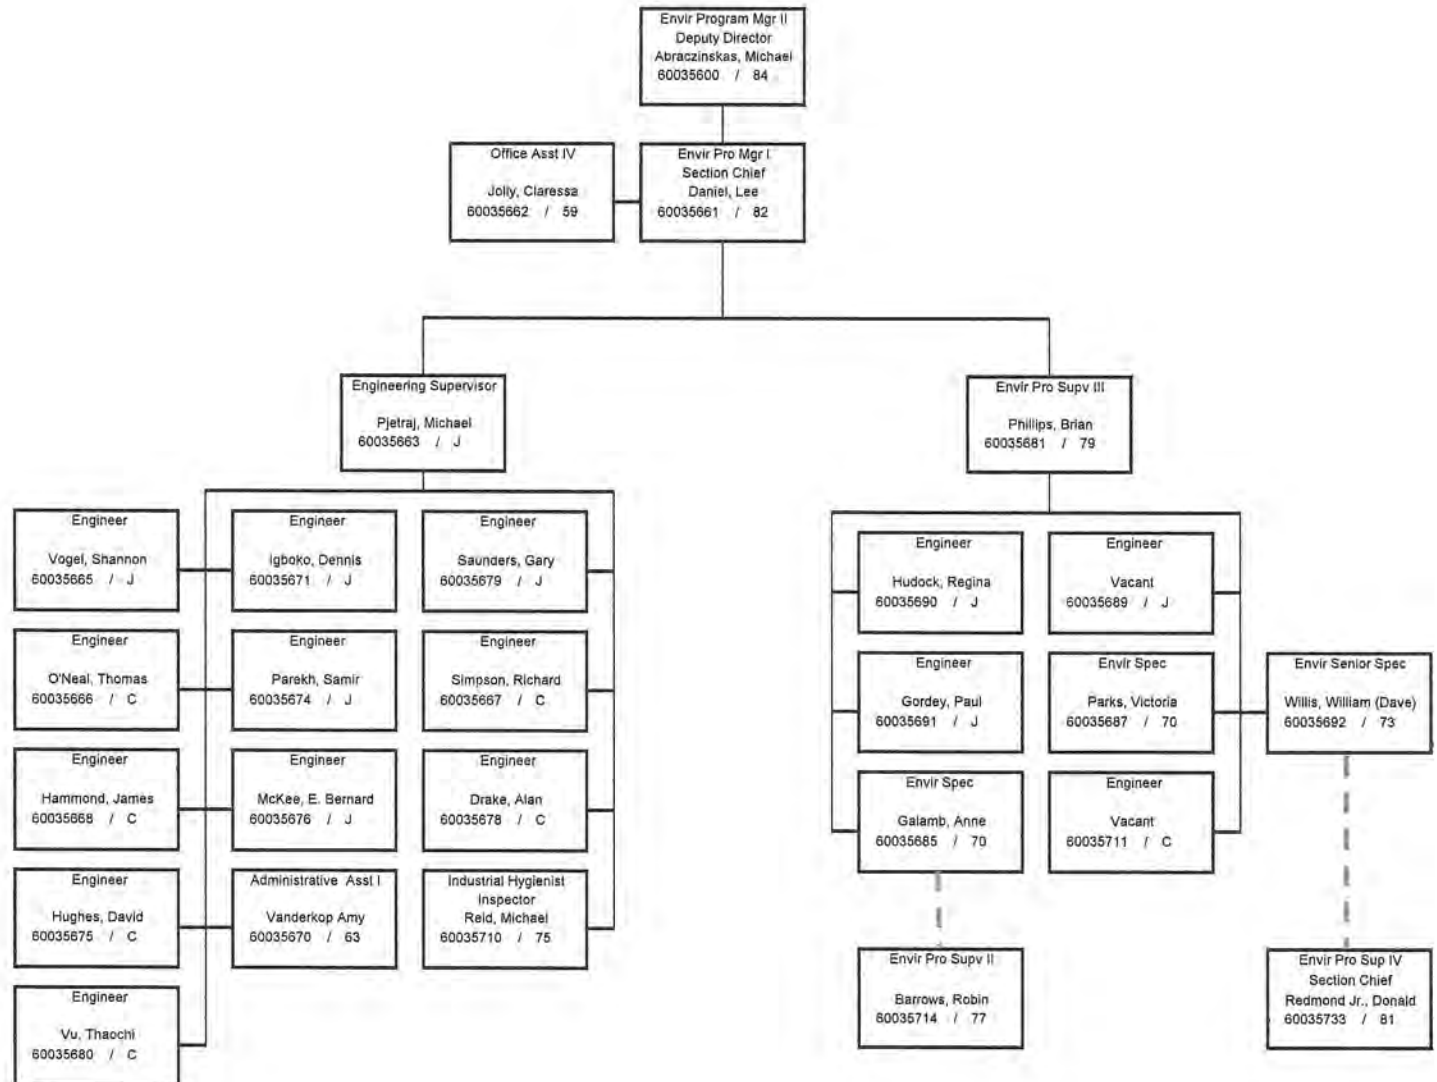 Envir Program Mgr II
Deputy Director
Abraczinskas, Michael
60035600 / 84
Office Asst IV
Jolly, Claressa
60035662 / 59
Envir Pro Mgr I
Section Chief
Daniel, Lee
60035661 / 82
Engineering Supervisor
Pjetraj, Michael
60035663 / J
Envir Pro Supv III
Phillips, Brian
60035681 / 79
Engineer
Vogel, Shannon
60035665 / J
Engineer
Igboko, Dennis
60035671 / J
Engineer
Saunders, Gary
60035679 / J
Engineer
Hudock, Regina
60035690 / J
Engineer
Vacant
60035689 / J
Engineer
O'Neal, Thomas
60035666 / C
Engineer
Parekh, Samir
60035674 / J
Engineer
Simpson, Richard
60035667 / C
Engineer
Gordey, Paul
60035691 / J
Envir Spec
Parks, Victoria
60035687 / 70
Envir Senior Spec
Willis, William (Dave)
60035692 / 73
Engineer
Hammond, James
60035668 / C
Engineer
McKee, E. Bernard
60035676 / J
Engineer
Drake, Alan
60035678 / C
Envir Spec
Galamb, Anne
60035685 / 70
Engineer
Vacant
60035711 / C
Engineer
Hughes, David
60035675 / C
Administrative Asst I
Vanderkop Amy
60035670 / 63
Industrial Hygienist
Inspector
Reid, Michael
60035710 / 75
Envir Pro Supv II
Barrows, Robin
60035714 / 77
Envir Pro Sup IV
Section Chief
Redmond Jr., Donald
60035733 / 81
Engineer
Vu, Thaochi
60035680 / C